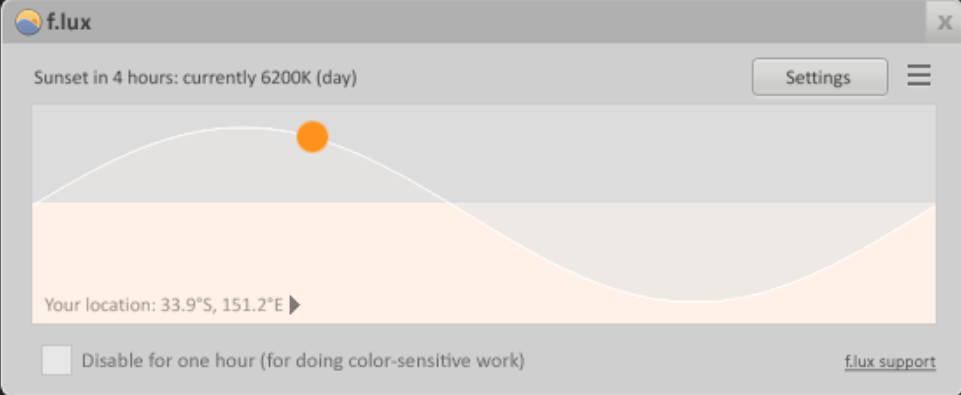 f.lux
x
Sunset in 4 hours: currently 6200K (day)
Settings
Your location: 33.9°S, 151.2°E
Disable for one hour (for doing color-sensitive work)
f.lux support